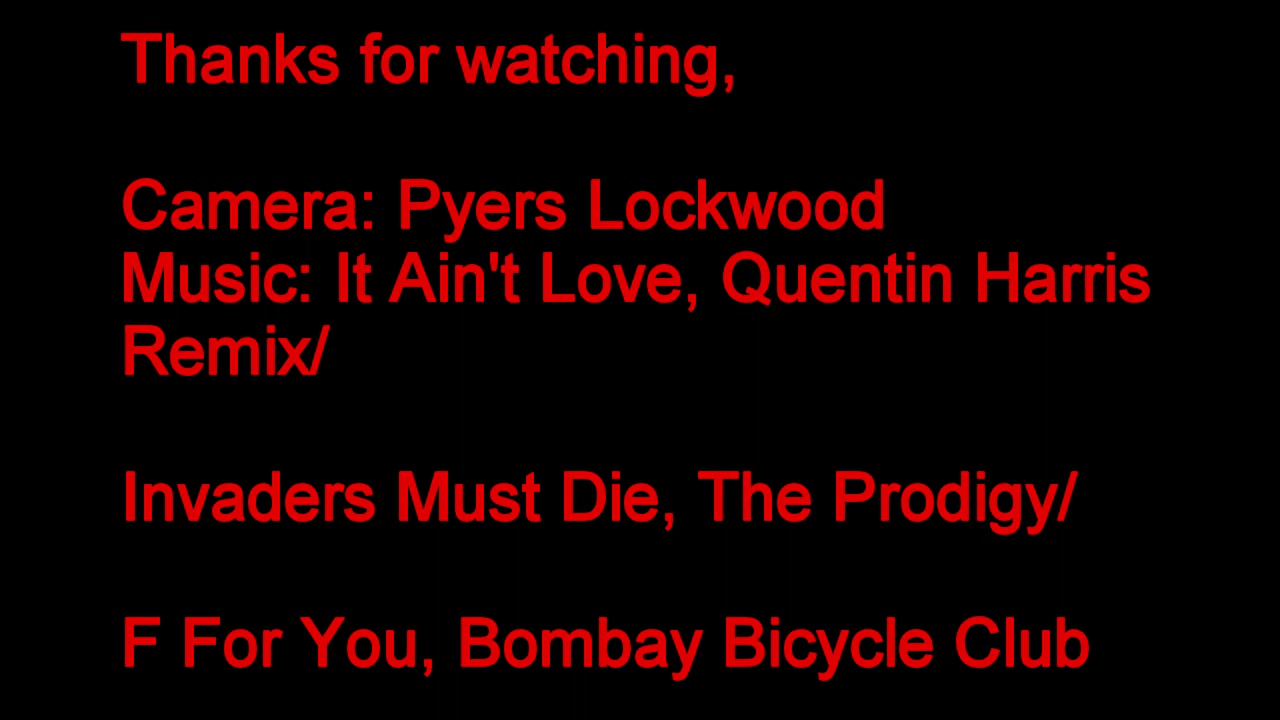 Thanks for watching,
Camera: Pyers Lockwood
Music: It Ain't Love, Quentin Harris
Remix/
Invaders Must Die, The Prodigy/
F For You, Bombay Bicycle Club